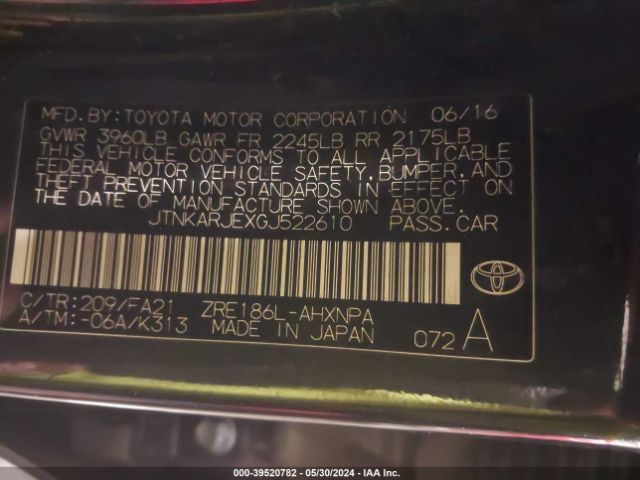 MFD. BY: TOYOTA MOTOR CORPORATION 06/16
GVWR 3960LB GAWR FR 2245LB RR 2175LB
THIS VEHICLE CONFORMS TO ALL APPLICABLE
FEDERAL MOTOR VEHICLE SAFETY, BUMPER, AND
THEFT PREVENTION STANDARDS IN EFFECT ON
THE DATE OF MANUFACTURE SHOWN ABOVE.
JTNKARJEXGJ522610 PASS. CAR
C/TR: 209/FA21 ZRE186L-AHXNPA
A/TM: -06A/K313 MADE IN JAPAN 072 A
000-39520782 - 05/30/2024 - IAA Inc.